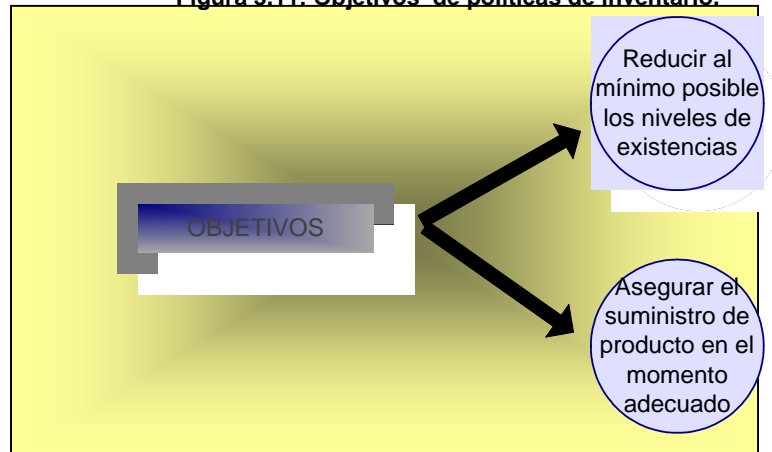 Figura 3.11. Objetivos de políticas de inventario.
Reducir al
mínimo posible
los niveles de
existencias
OBJETIVOS
Asegurar el
suministro de
producto en el
momento
adecuado